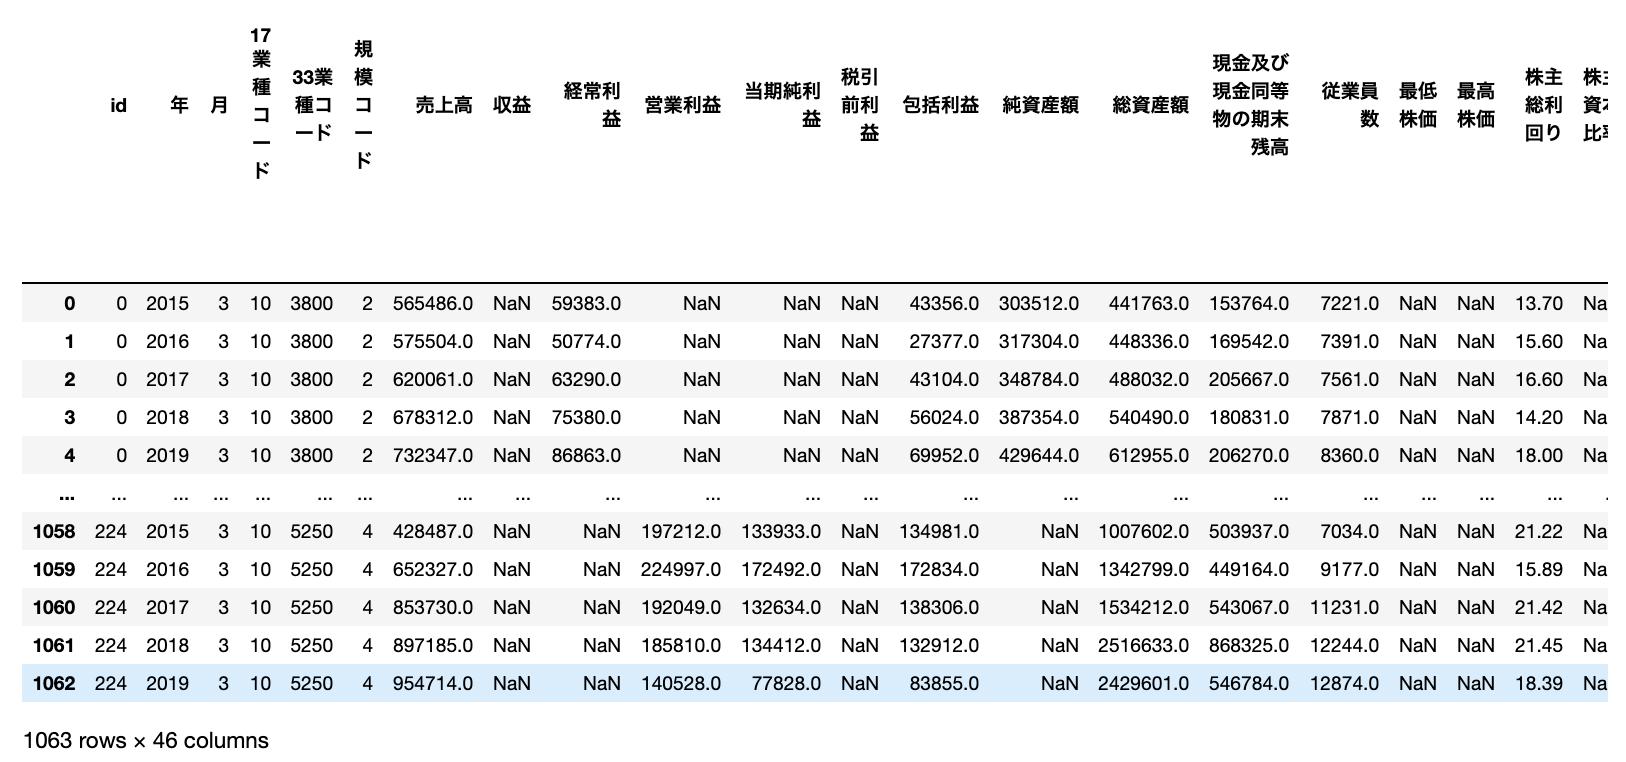 id 年 月 17業種コード 33業種コード 規模コード 売上高 収益 経常利益 営業利益 当期純利益 税引前利益 包括利益 純資産額 総資産額 現金及び現金同等物の期末残高 従業員数 最低株価 最高株価 株主総利回り
0 0 2015 3 10 3800 2 565486.0 NaN 59383.0 NaN NaN NaN 43356.0 303512.0 441763.0 153764.0 7221.0 NaN NaN 13.70 Na
1 0 2016 3 10 3800 2 575504.0 NaN 50774.0 NaN NaN NaN 27377.0 317304.0 448336.0 169542.0 7391.0 NaN NaN 15.60 Na
2 0 2017 3 10 3800 2 620061.0 NaN 63290.0 NaN NaN NaN 43104.0 348784.0 488032.0 205667.0 7561.0 NaN NaN 16.60 Na
3 0 2018 3 10 3800 2 678312.0 NaN 75380.0 NaN NaN NaN 56024.0 387354.0 540490.0 180831.0 7871.0 NaN NaN 14.20 Na
4 0 2019 3 10 3800 2 732347.0 NaN 86863.0 NaN NaN NaN 69952.0 429644.0 612955.0 206270.0 8360.0 NaN NaN 18.00 Na
... ... ... ... ... ... ... ... ... ... ... ... ... ... ... ... ... ... ... ... ...
1058 224 2015 3 10 5250 4 428487.0 NaN NaN 197212.0 133933.0 NaN 134981.0 NaN 1007602.0 503937.0 7034.0 NaN NaN 21.22 Na
1059 224 2016 3 10 5250 4 652327.0 NaN NaN 224997.0 172492.0 NaN 172834.0 NaN 1342799.0 449164.0 9177.0 NaN NaN 15.89 Na
1060 224 2017 3 10 5250 4 853730.0 NaN NaN 192049.0 132634.0 NaN 138306.0 NaN 1534212.0 543067.0 11231.0 NaN NaN 21.42 Na
1061 224 2018 3 10 5250 4 897185.0 NaN NaN 185810.0 134412.0 NaN 132912.0 NaN 2516633.0 868325.0 12244.0 NaN NaN 21.45 Na
1062 224 2019 3 10 5250 4 954714.0 NaN NaN 140528.0 77828.0 NaN 83855.0 NaN 2429601.0 546784.0 12874.0 NaN NaN 18.39 Na
1063 rows × 46 columns